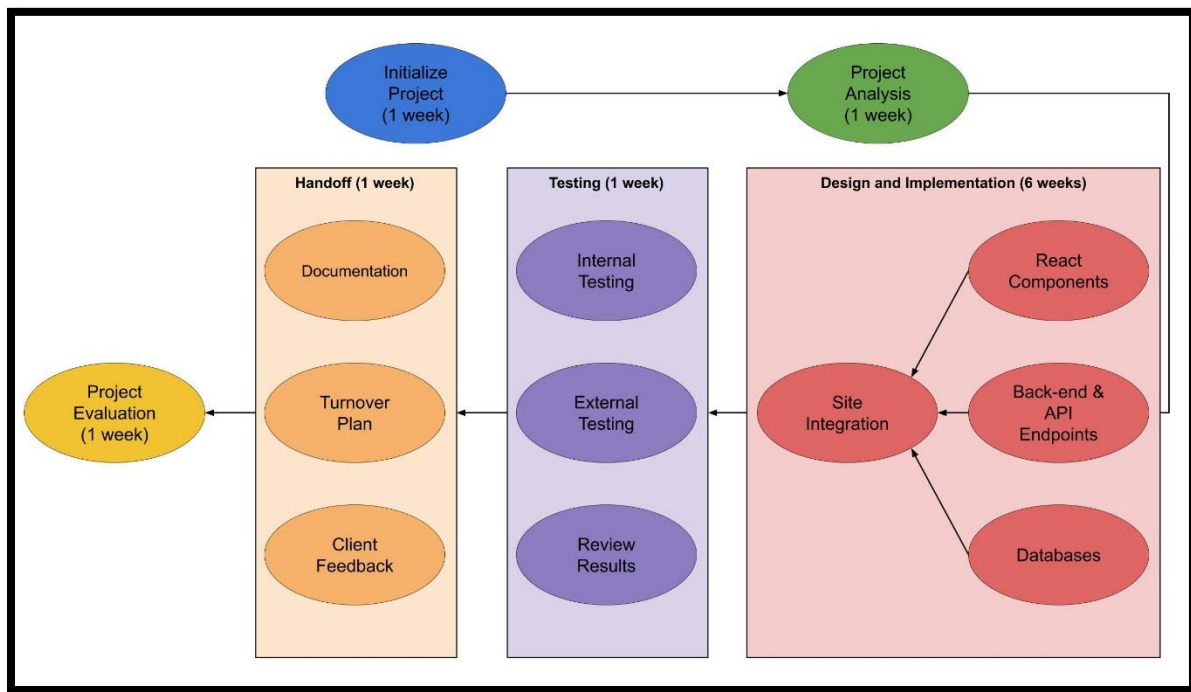 Initialize
Project
(1 week)
Project
Analysis
(1 week)
Handoff (1 week)
Testing (1 week)
Design and Implementation (6 weeks)
Documentation
Internal
Testing
React
Components
Project
Evaluation
(1 week)
Turnover
Plan
External
Testing
Site
Integration
Back-end &
API
Endpoints
Client
Feedback
Review
Results
Databases